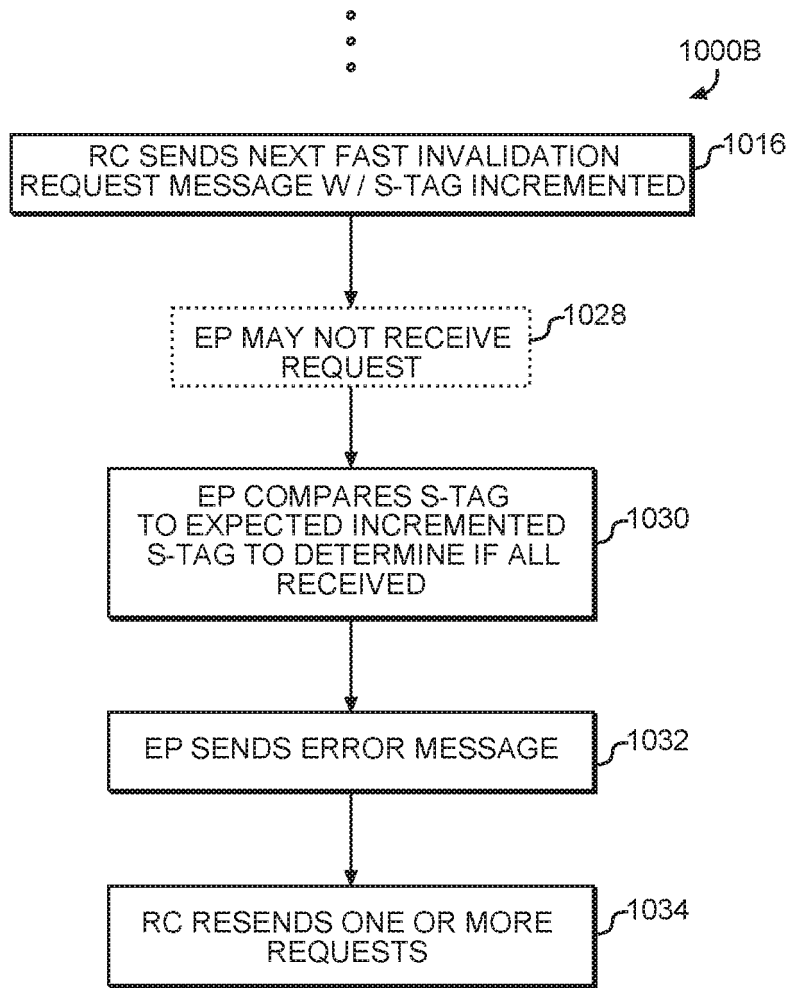 1000B
RC SENDS NEXT FAST INVALIDATION
REQUEST MESSAGE W / S-TAG INCREMENTED
1016
EP MAY NOT RECEIVE
REQUEST
1028
EP COMPARES S-TAG
TO EXPECTED INCREMENTED
S-TAG TO DETERMINE IF ALL
RECEIVED
1030
EP SENDS ERROR MESSAGE
1032
RC RESENDS ONE OR MORE
REQUESTS
1034